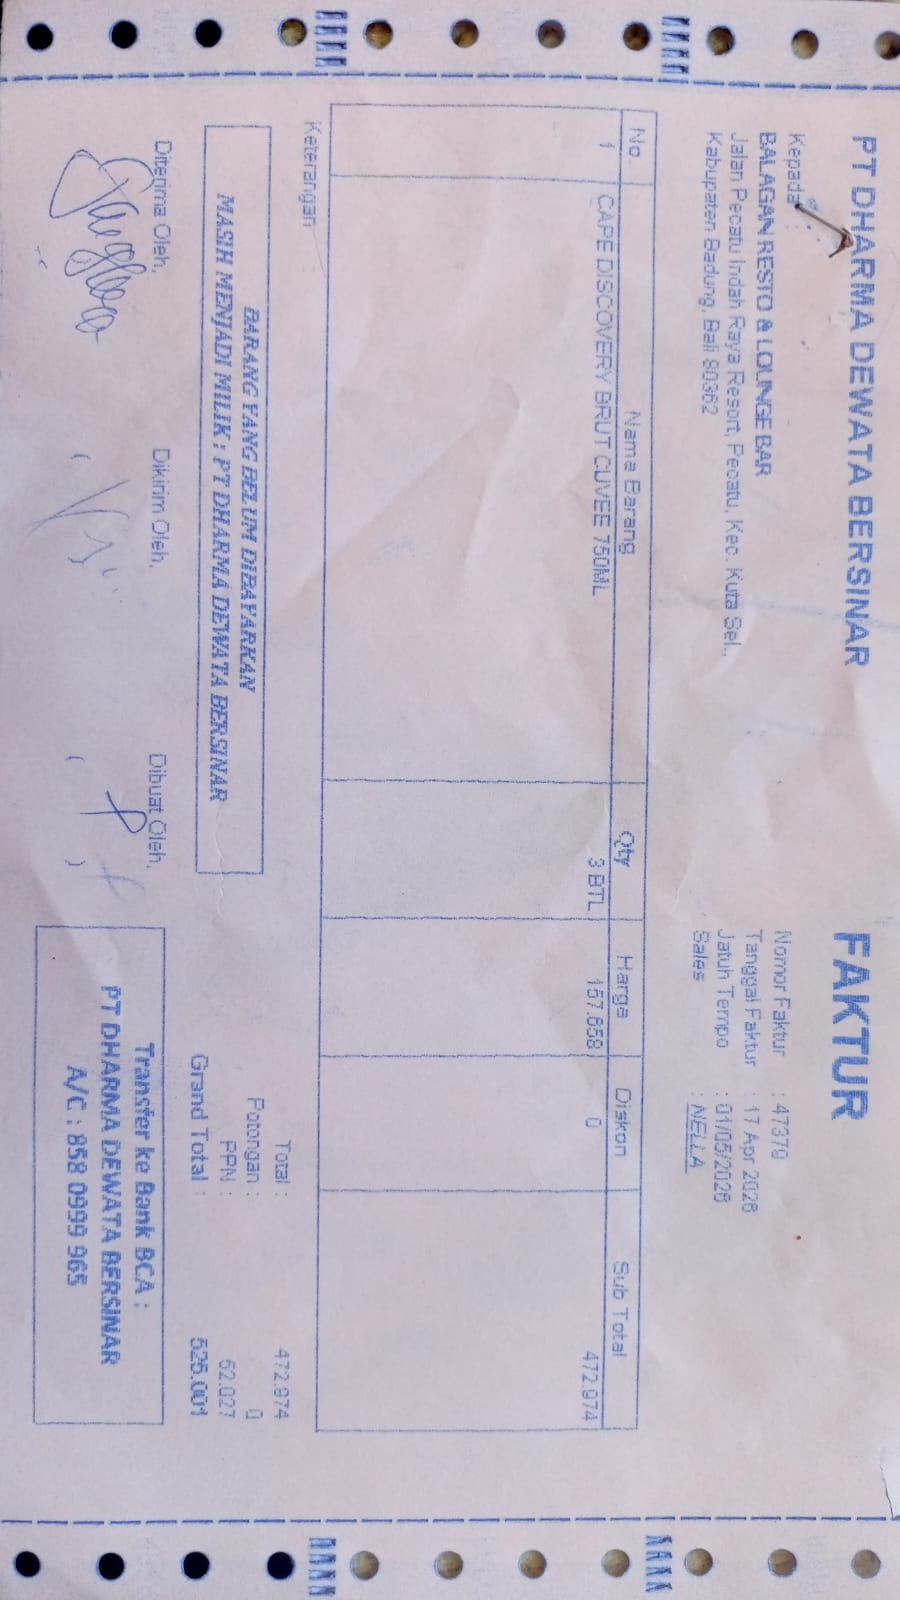 PT DHARMA DEWATA BERSINAR
FAKTUR
Kepada :
BALAGAN RESTO & LOUNGE BAR
Jalan Pecatu Indah Raya Resort, Pecatu, Kec. Kuta Sel.,
Kabupaten Badung, Bali 80362
Nomor Faktur : 47379
Tanggal Faktur : 17 Apr 2026
Jatuh Tempo : 01/05/2026
Sales : NELLA
No. Nama Barang Qty Harga Diskon Sub Total
1 CAPE DISCOVERY BRUT CUVEE 750ML 3 BTL 157.658 0 472.974
Keterangan :
Total : 472.974
Potongan : 0
PPN : 52.027
Grand Total : 525.001
BARANG YANG BELUM DIBAYARKAN
MASIH MENJADI MILIK : PT DHARMA DEWATA BERSINAR
Diterima Oleh, Dikirim Oleh, Dibuat Oleh,
Transfer ke Bank BCA :
PT DHARMA DEWATA BERSINAR
A/C : 858 0999 965